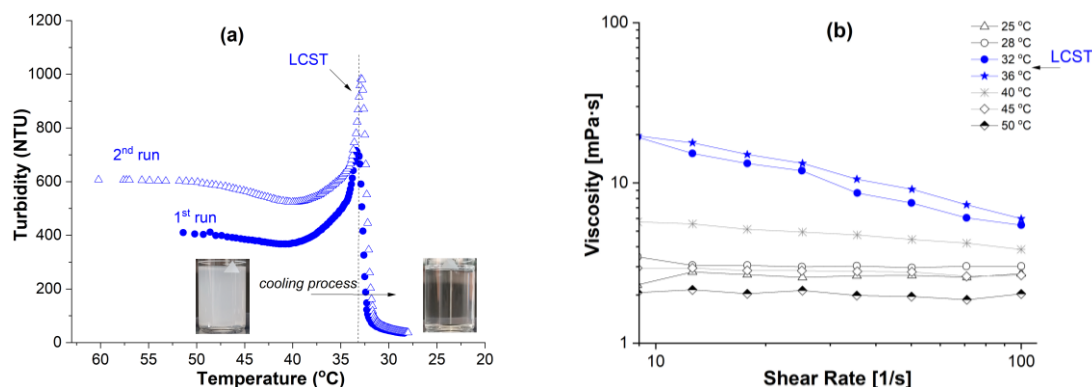 (a)
1200
1000
800
600
400
200
0
Turbidity (NTU)
LCST
2nd run
1st run
cooling process
60 55 50 45 40 35 30 25 20
Temperature (°C)
(b)
100
10
1
Viscosity [mPa·s]
25 °C
28 °C
32 °C
36 °C
40 °C
45 °C
50 °C
LCST
10 100
Shear Rate [1/s]